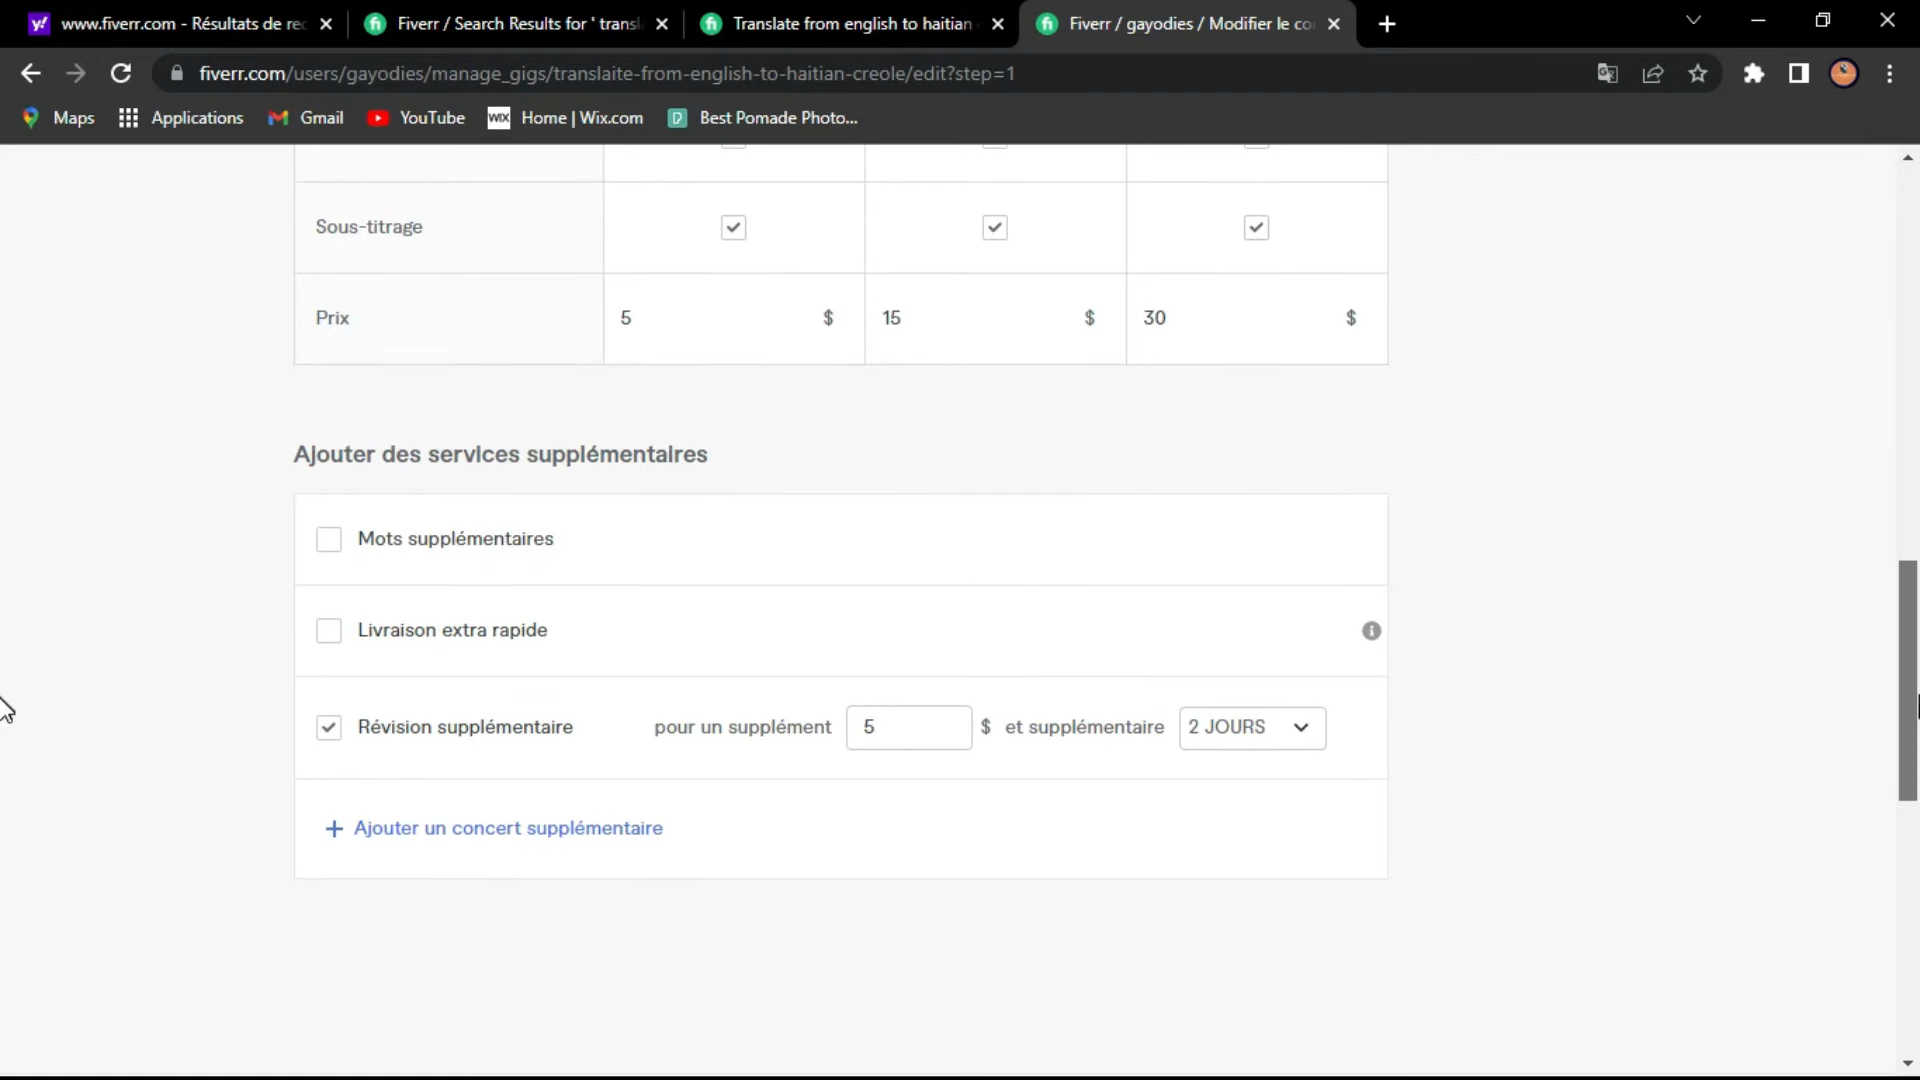 www.fiverr.com - Résultats de rec
Fiverr / Search Results for ' transl
Translate from english to haitian
Fiverr / gayodies / Modifier le co
fiverr.com/users/gayodies/manage_gigs/translaite-from-english-to-haitian-creole/edit?step=1
Maps
Applications
Gmail
YouTube
WIX
Home | Wix.com
Best Pomade Photo...
Sous-titrage
Prix
5 $
15 $
30 $
Ajouter des services supplémentaires
Mots supplémentaires
Livraison extra rapide
Révision supplémentaire pour un supplément 5 $ et supplémentaire 2 JOURS
+ Ajouter un concert supplémentaire